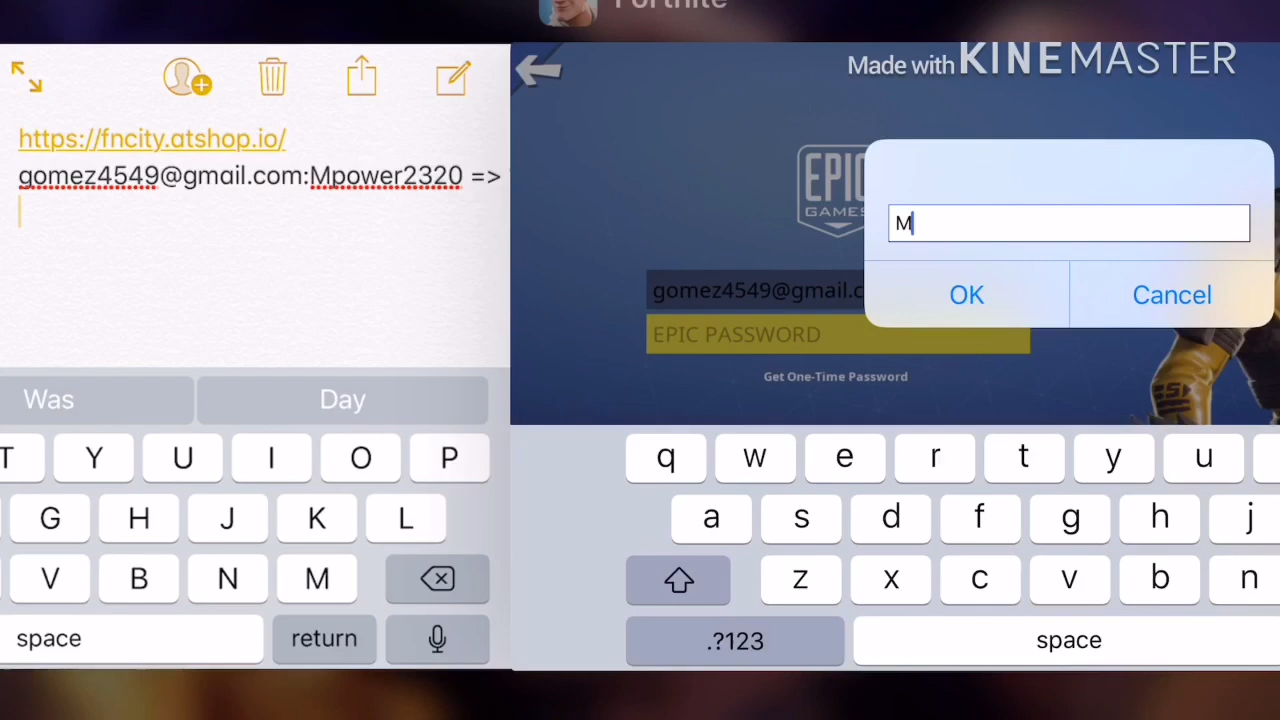 Fortnite
Made with KINEMASTER
https://fncity.atshop.io/
gomez4549@gmail.com:Mpower2320 =>
EPIC
GAMES
M
OK Cancel
gomez4549@gmail.c
EPIC PASSWORD
Get One-Time Password
Was Day
T Y U I O P
G H J K L
V B N M
space return
q w e r t y u
a s d f g h j
z x c v b n
.?123 space